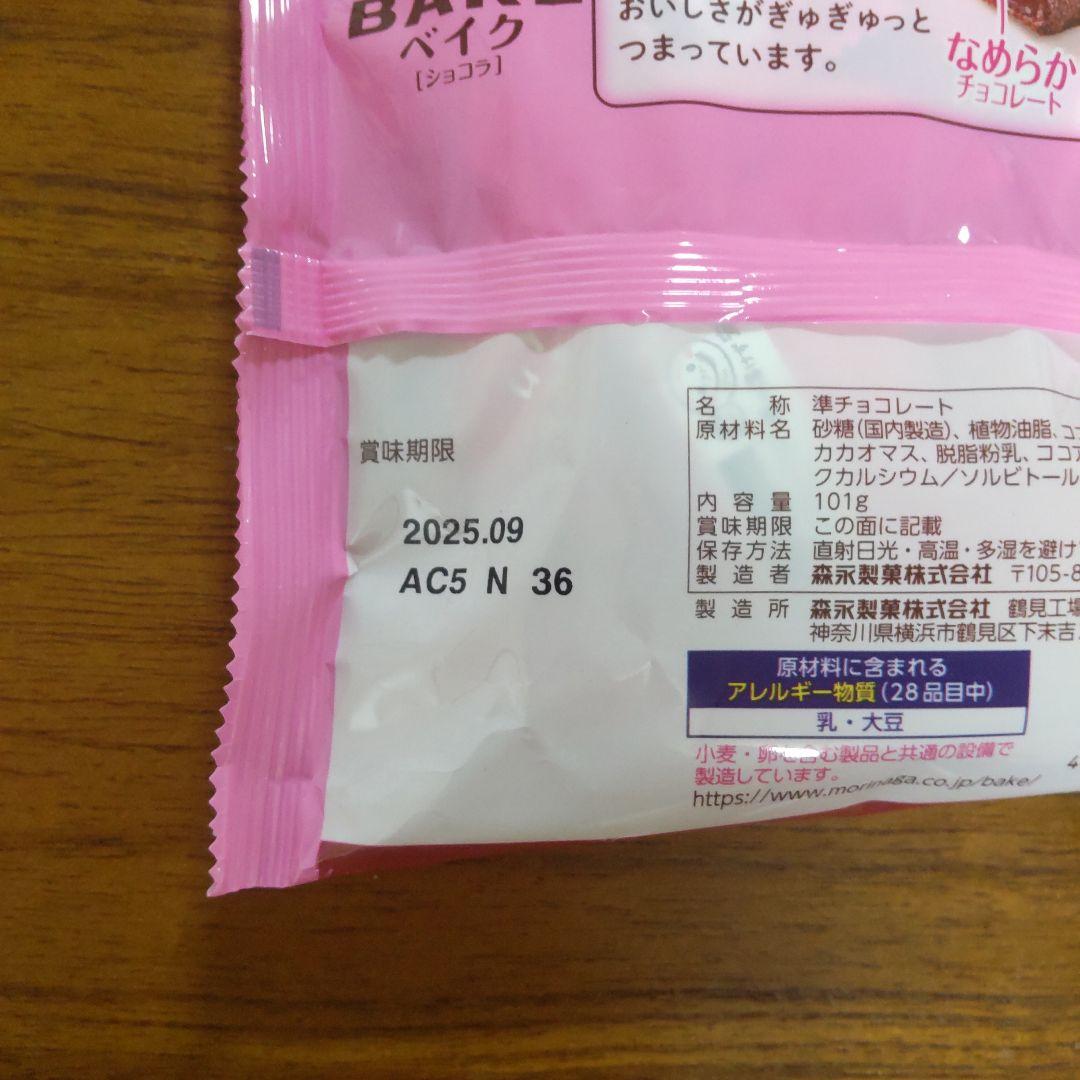 BAKE
ベイク
[ショコラ]
おいしさがぎゅぎゅっと
つまっています。
なめらか
チョコレート
賞味期限
2025.09
AC5 N 36
名称 準チョコレート
原材料名 砂糖(国内製造)、植物油脂、
カカオマス、脱脂粉乳、ココア
クカルシウム/ソルビトール
内容量 101g
賞味期限 この面に記載
保存方法 直射日光・高温・多湿を避け
製造者 森永製菓株式会社 〒105-8
製造所 森永製菓株式会社 鶴見工場
神奈川県横浜市鶴見区下末吉
原材料に含まれる
アレルギー物質(28品目中)
乳・大豆
小麦・卵を含む製品と共通の設備で
製造しています。
https://www.morinaga.co.jp/bake/